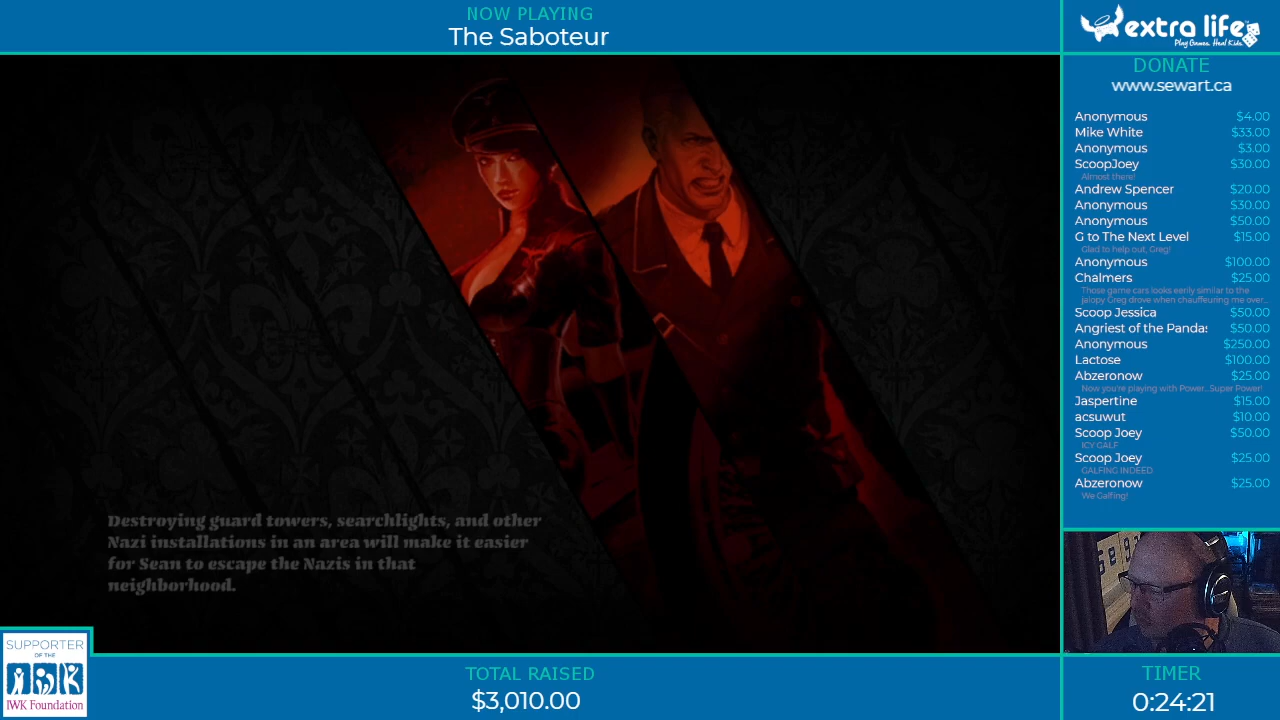 NOW PLAYING
The Saboteur
extra life
Play Games. Heal Kids.
DONATE
www.sewart.ca
Anonymous $4.00
Mike White $33.00
Anonymous $3.00
ScoopJoey $30.00
Almost there!
Andrew Spencer $20.00
Anonymous $30.00
Anonymous $50.00
G to The Next Level $15.00
Glad to help out, Greg!
Anonymous $100.00
Chalmers $25.00
Those game cars looks eerily similar to the
jalopy Greg drove when chauffeuring me over...
Scoop Jessica $50.00
Angriest of the Pandas $50.00
Anonymous $250.00
Lactose $100.00
Abzeronow $25.00
Now you're playing with Power...Super Power!
Jaspertine $15.00
acsuwut $10.00
Scoop Joey $50.00
ICY GALF
Scoop Joey $25.00
GALFING INDEED
Abzeronow $25.00
We Galfing!
Destroying guard towers, searchlights, and other
Nazi installations in an area will make it easier
for Sean to escape the Nazis in that
neighborhood.
SUPPORTER
OF THE
IWK
IWK Foundation
TOTAL RAISED
$3,010.00
TIMER
0:24:21